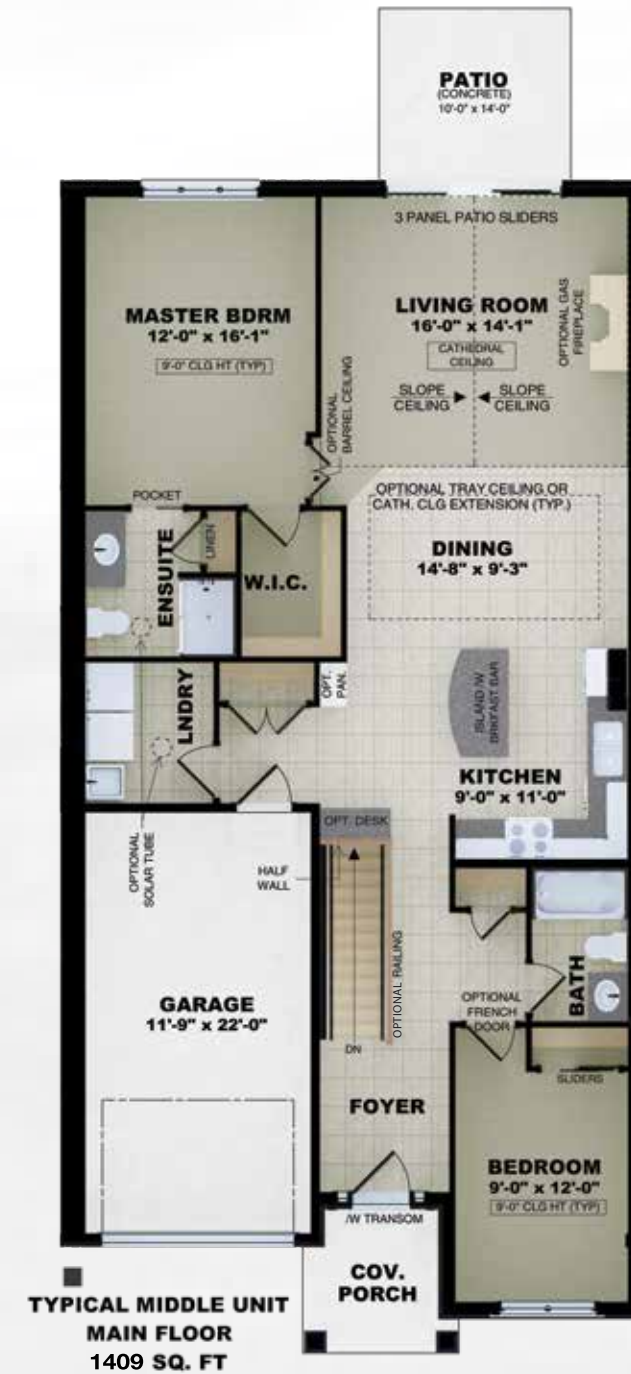 PATIO
(CONCRETE)
10'-0" x 14'-0"
3 PANEL PATIO SLIDERS
MASTER BDRM
12'-0" x 16'-1"
9'-0" CLG HT (TYP)
LIVING ROOM
16'-0" x 14'-1"
CATHEDRAL
CEILING
SLOPE
CEILING
SLOPE
CEILING
OPTIONAL GAS
FIREPLACE
OPTIONAL
BARREL CEILING
POCKET
OPTIONAL TRAY CEILING OR
CATH. CLG EXTENSION (TYP.)
DINING
14'-8" x 9'-3"
ENSUITE
LINEN
W.I.C.
LNDRY
OPT.
PAN.
ISLAND /W
BRKFAST BAR
KITCHEN
9'-0" x 11'-0"
OPT. DESK
OPTIONAL
SOLAR TUBE
HALF
WALL
OPTIONAL RAILING
GARAGE
11'-9" x 22'-0"
DN
OPTIONAL
FRENCH
DOOR
BATH
SLIDERS
FOYER
BEDROOM
9'-0" x 12'-0"
9'-0" CLG HT (TYP)
/W TRANSOM
COV.
PORCH
TYPICAL MIDDLE UNIT
MAIN FLOOR
1409 SQ. FT